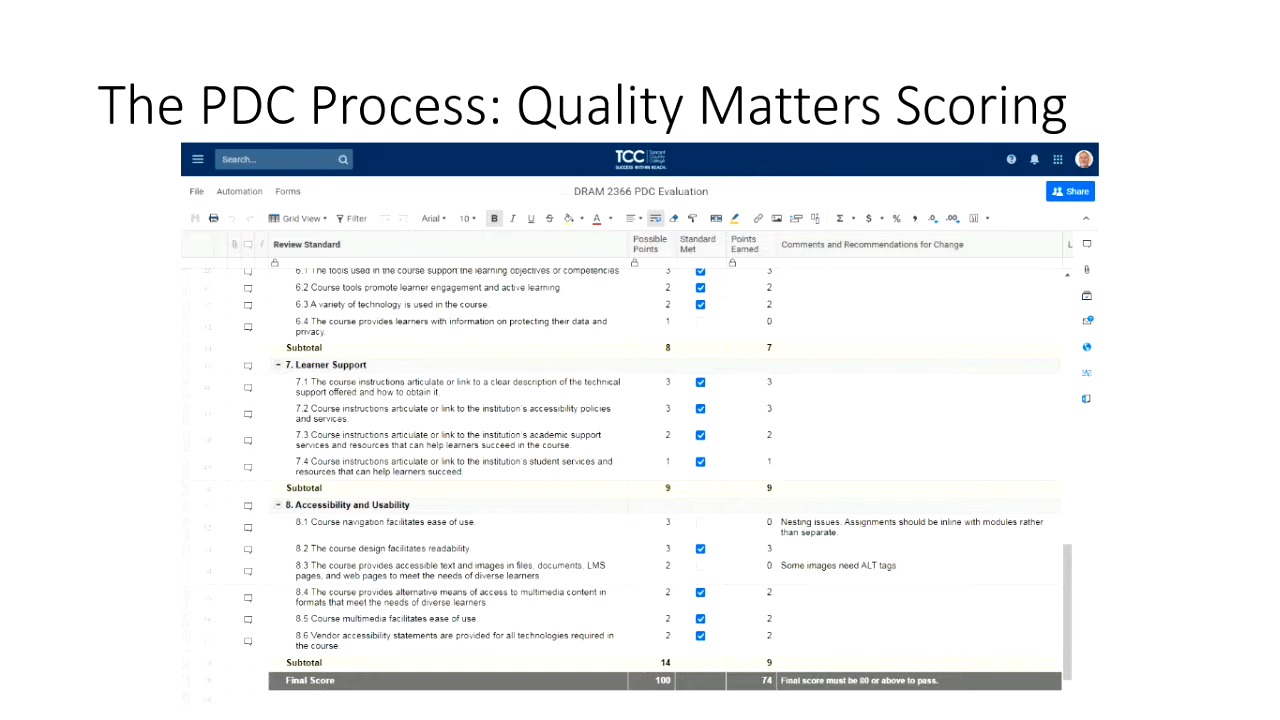 The PDC Process: Quality Matters Scoring
Search...
TCC Tarrant County College
SUCCESS WITHIN REACH.
File Automation Forms
DRAM 2366 PDC Evaluation
Share
Grid View Filter Arial 10 B I U S A Σ $ % , .0 .00
Review Standard
Possible Points
Standard Met
Points Earned
Comments and Recommendations for Change
L
6.1 The tools used in the course support the learning objectives or competencies. 3 3
6.2 Course tools promote learner engagement and active learning. 2 2
6.3 A variety of technology is used in the course. 2 2
6.4 The course provides learners with information on protecting their data and 1 0
privacy.
Subtotal 8 7
7. Learner Support
7.1 The course instructions articulate or link to a clear description of the technical 3 3
support offered and how to obtain it.
7.2 Course instructions articulate or link to the institution's accessibility policies 3 3
and services.
7.3 Course instructions articulate or link to the institution's academic support 2 2
services and resources that can help learners succeed in the course.
7.4 Course instructions articulate or link to the institution's student services and 1 1
resources that can help learners succeed
Subtotal 9 9
8. Accessibility and Usability
8.1 Course navigation facilitates ease of use. 3 0 Nesting issues. Assignments should be inline with modules rather
than separate.
8.2 The course design facilitates readability 3 3
8.3 The course provides accessible text and images in files, documents, LMS 2 0 Some images need ALT tags
pages, and web pages to meet the needs of diverse learners
8.4 The course provides alternative means of access to multimedia content in 2 2
formats that meet the needs of diverse learners
8.5 Course multimedia facilitates ease of use. 2 2
8.6 Vendor accessibility statements are provided for all technologies required in 2 2
the course.
Subtotal 14 9
Final Score 100 74 Final score must be 80 or above to pass.